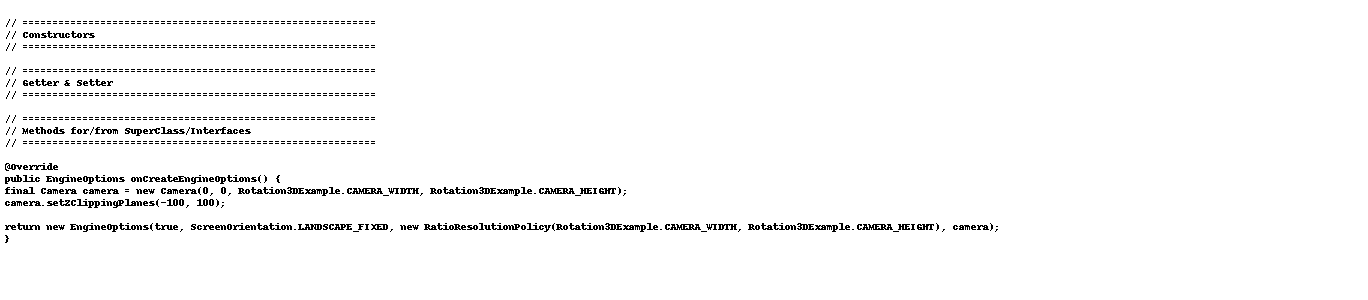 // ===========================================================
// Constructors
// ===========================================================
// ===========================================================
// Getter & Setter
// ===========================================================
// ===========================================================
// Methods for/from SuperClass/Interfaces
// ===========================================================
@Override
public EngineOptions onCreateEngineOptions() {
final Camera camera = new Camera(0, 0, Rotation3DExample.CAMERA_WIDTH, Rotation3DExample.CAMERA_HEIGHT);
camera.setZClippingPlanes(-100, 100);
return new EngineOptions(true, ScreenOrientation.LANDSCAPE_FIXED, new RatioResolutionPolicy(Rotation3DExample.CAMERA_WIDTH, Rotation3DExample.CAMERA_HEIGHT), camera);
}